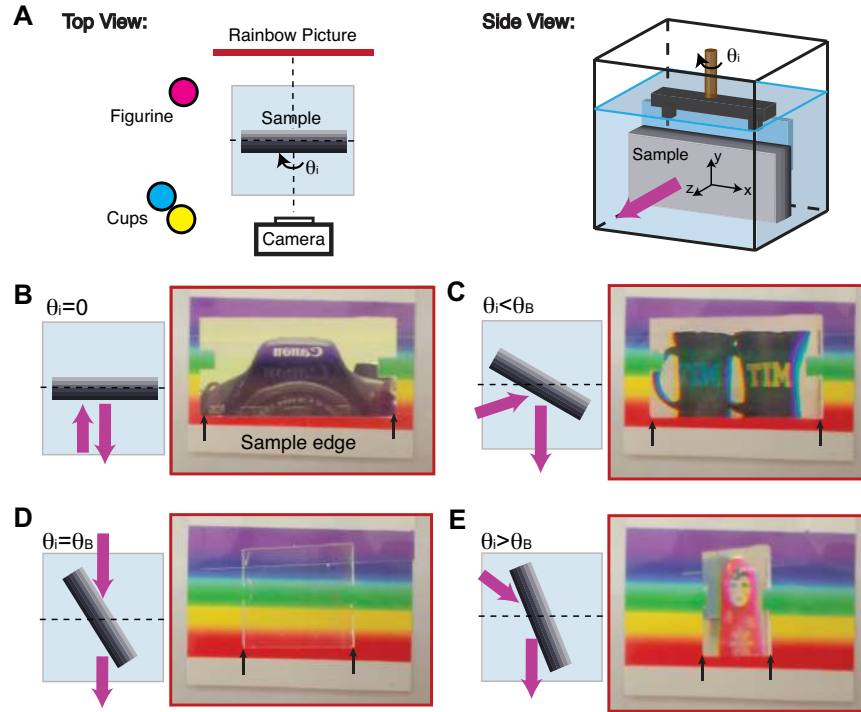 A
Top View:
Rainbow Picture
Figurine
Sample
θi
Cups
Camera
Side View:
θi
Sample
y
z
x
B
θi=0
Canon
Sample edge
C
θi<θB
TIM
TIM
D
θi=θB
E
θi>θB